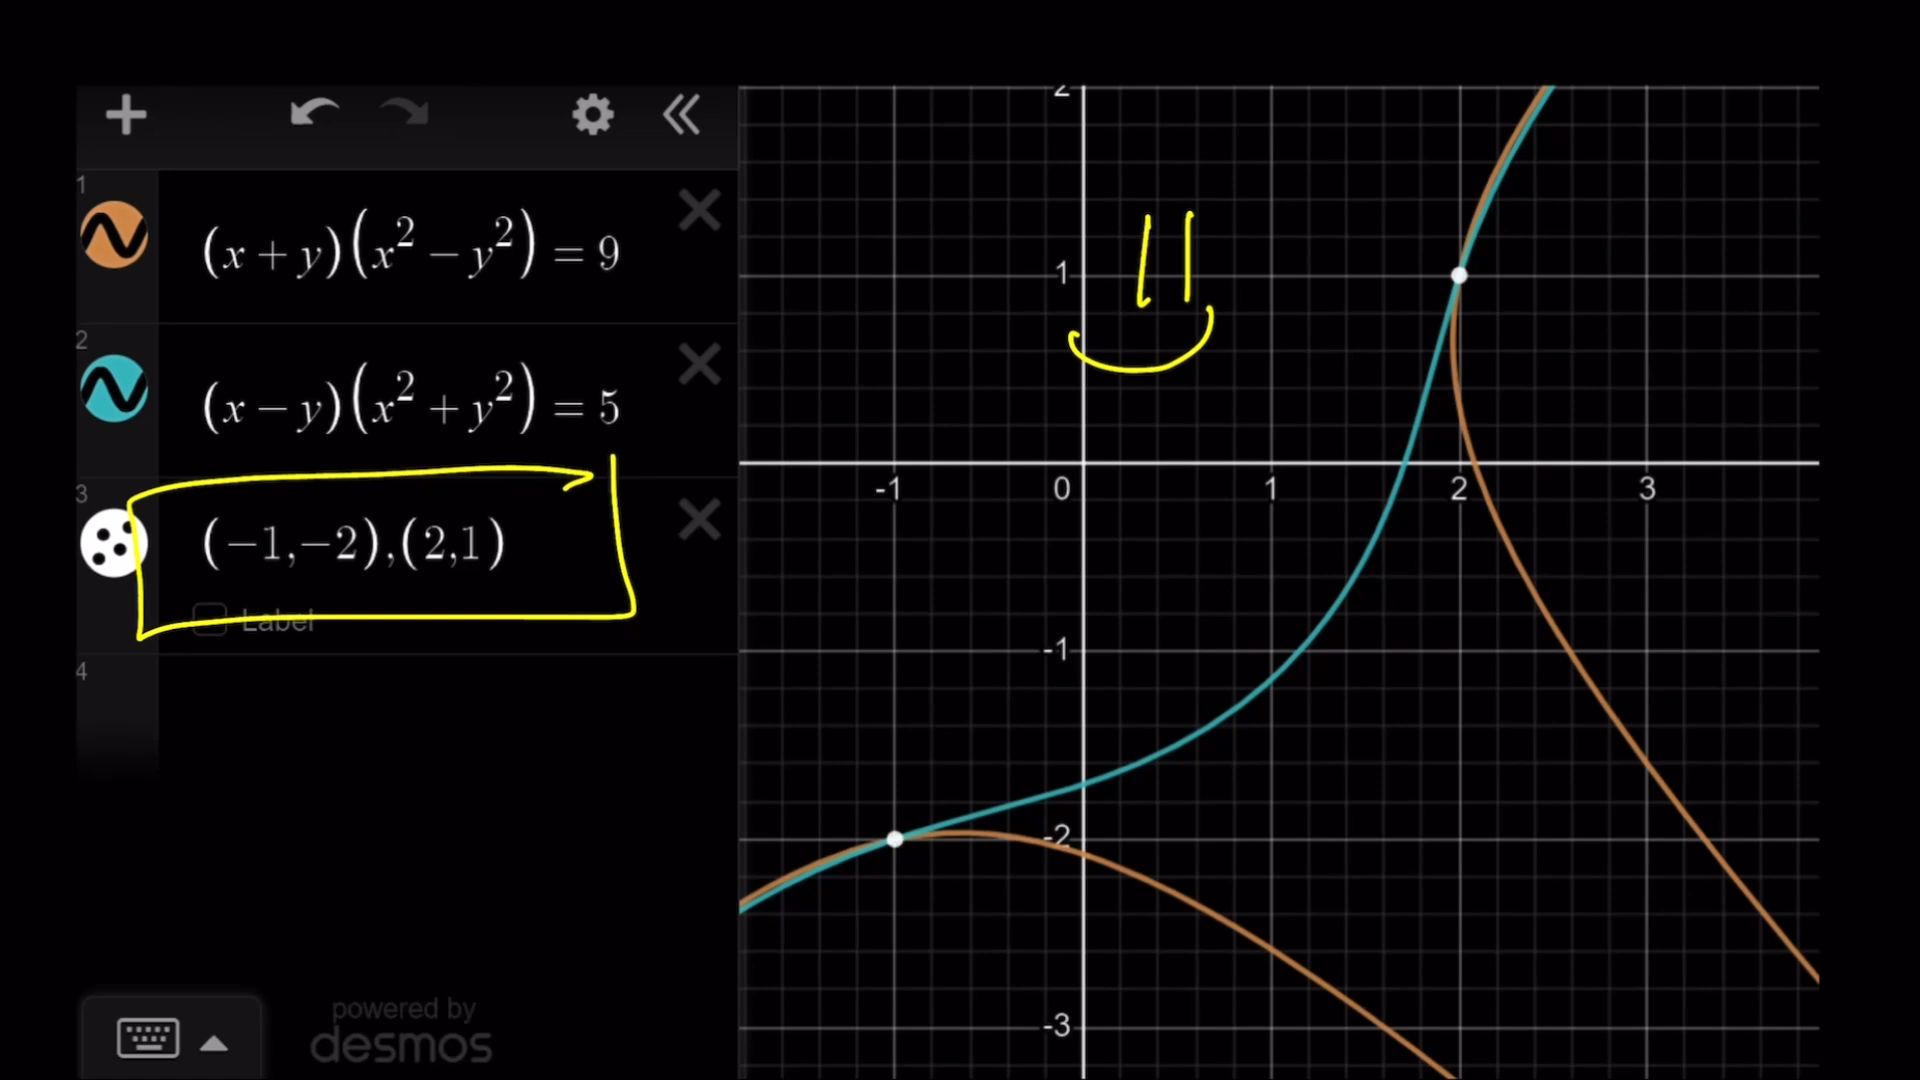 1
(x + y)(x² − y²) = 9
2
(x − y)(x² + y²) = 5
3
(−1,−2),(2,1)
Label
4
powered by
desmos
2
1
-1 0 1 2 3
-1
-2
-3